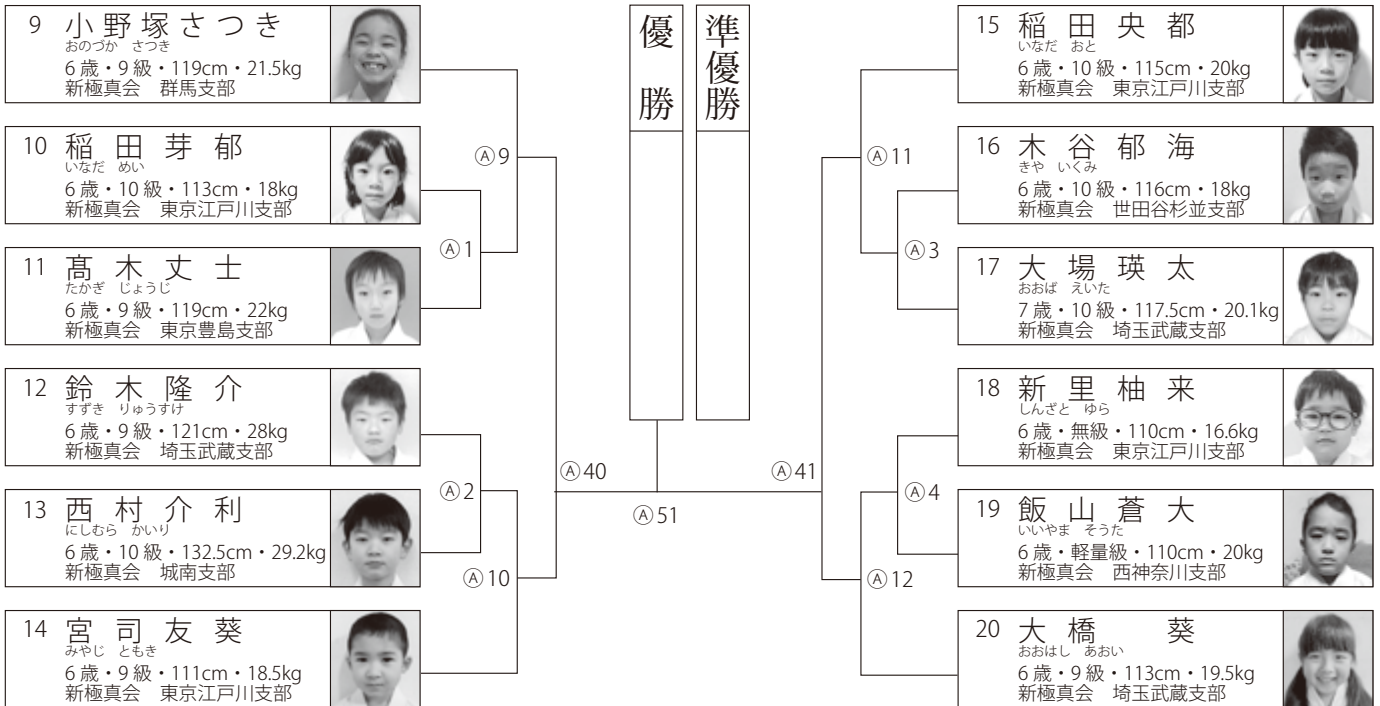 9 小野塚さつき
おのづか さつき
6歳・9級・119cm・21.5kg
新極真会 群馬支部
10 稲田芽郁
いなだ めい
6歳・10級・113cm・18kg
新極真会 東京江戸川支部
11 髙木丈士
たかぎ じょうじ
6歳・9級・119cm・22kg
新極真会 東京豊島支部
12 鈴木隆介
すずき りゅうすけ
6歳・9級・121cm・28kg
新極真会 埼玉武蔵支部
13 西村介利
にしむら かいり
6歳・10級・132.5cm・29.2kg
新極真会 城南支部
14 宮司友葵
みやじ ともき
6歳・9級・111cm・18.5kg
新極真会 東京江戸川支部
Ⓐ9
Ⓐ1
Ⓐ2
Ⓐ10
Ⓐ40
優勝
準優勝
Ⓐ51
Ⓐ41
Ⓐ11
Ⓐ3
Ⓐ4
Ⓐ12
15 稲田央都
いなだ おと
6歳・10級・115cm・20kg
新極真会 東京江戸川支部
16 木谷郁海
きや いくみ
6歳・10級・116cm・18kg
新極真会 世田谷杉並支部
17 大場瑛太
おおば えいた
7歳・10級・117.5cm・20.1kg
新極真会 埼玉武蔵支部
18 新里柚来
しんざと ゆら
6歳・無級・110cm・16.6kg
新極真会 東京江戸川支部
19 飯山蒼大
いいやま そうた
6歳・軽量級・110cm・20kg
新極真会 西神奈川支部
20 大橋 葵
おおはし あおい
6歳・9級・113cm・19.5kg
新極真会 埼玉武蔵支部